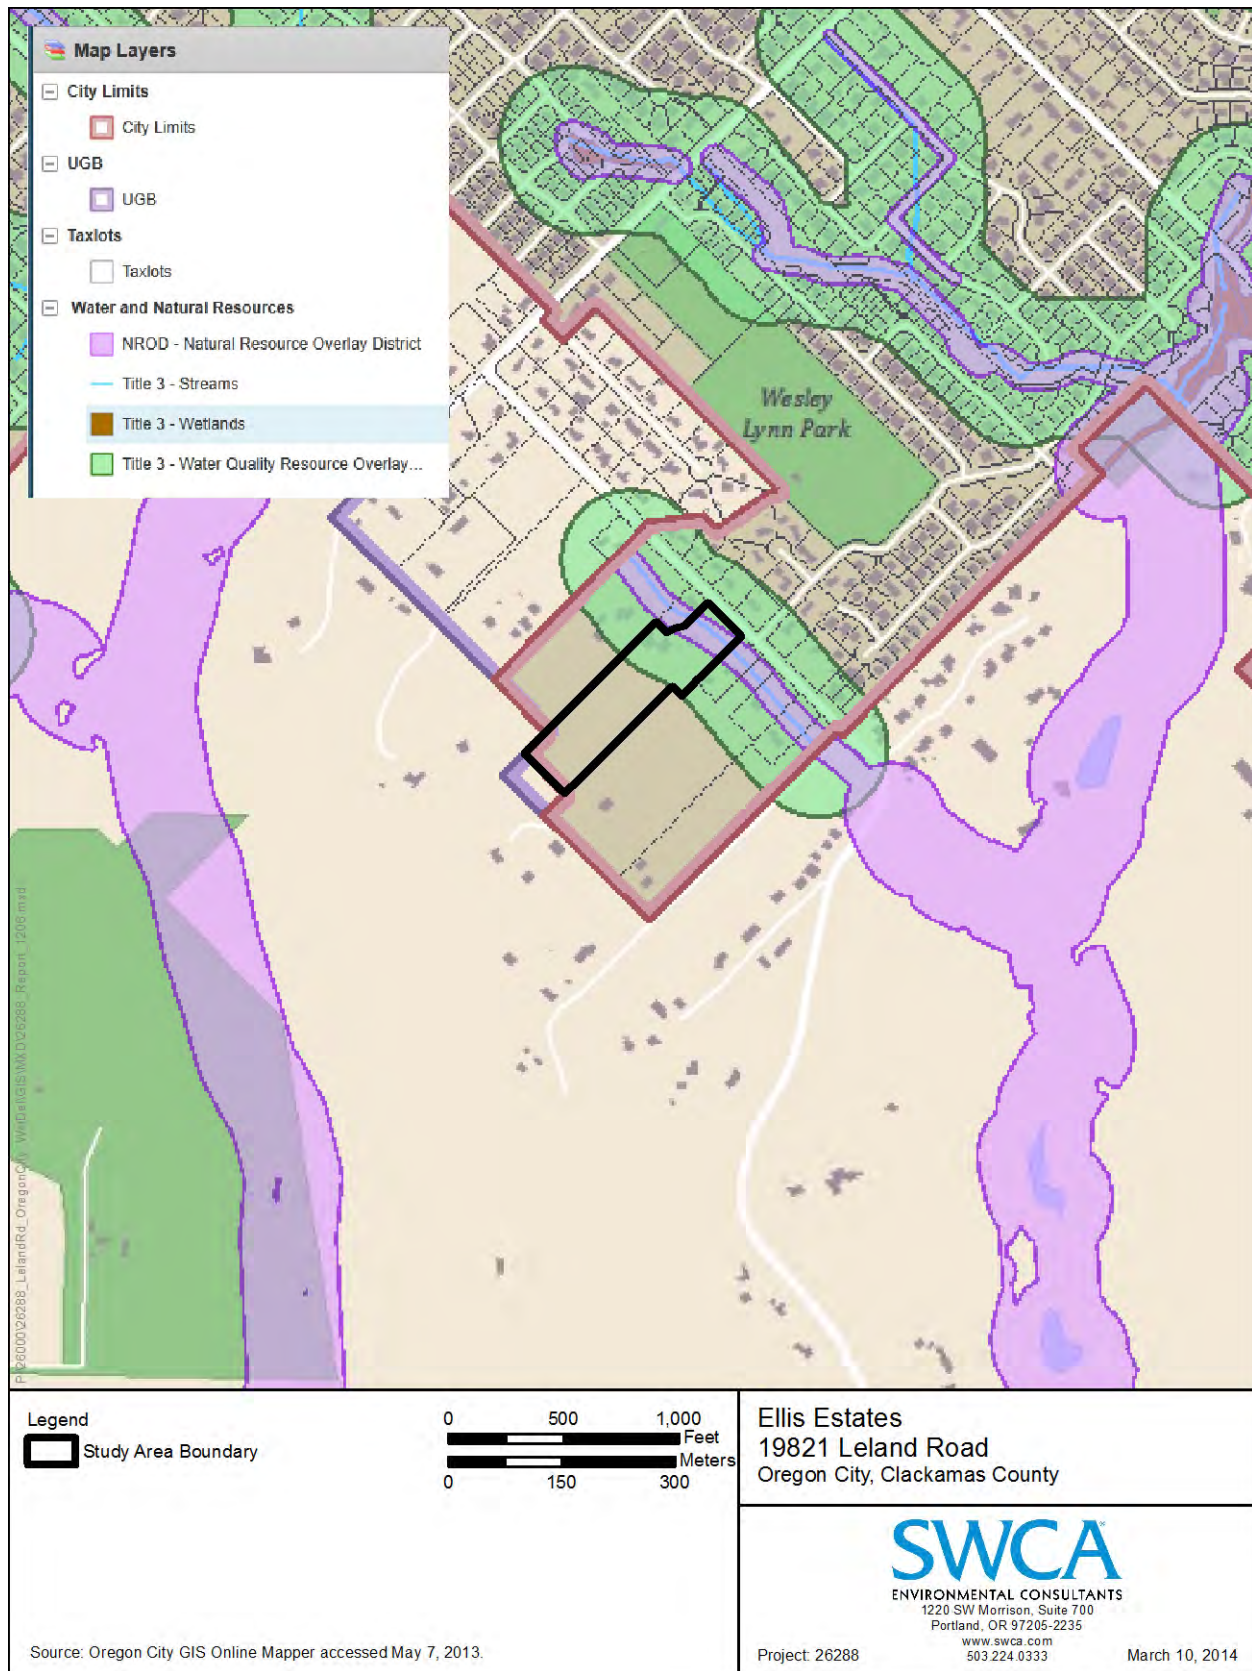 Map Layers
City Limits
City Limits
UGB
UGB
Taxlots
Taxlots
Water and Natural Resources
NROD - Natural Resource Overlay District
Title 3 - Streams
Title 3 - Wetlands
Title 3 - Water Quality Resource Overlay...
Wesley
Lynn Park
Legend
Study Area Boundary
0 500 1,000
Feet
Meters
0 150 300
Source: Oregon City GIS Online Mapper accessed May 7, 2013.
Ellis Estates
19821 Leland Road
Oregon City, Clackamas County
SWCA
ENVIRONMENTAL CONSULTANTS
1220 SW Morrison, Suite 700
Portland, OR 97205-2235
www.swca.com
503.224.0333
Project: 26288
March 10, 2014